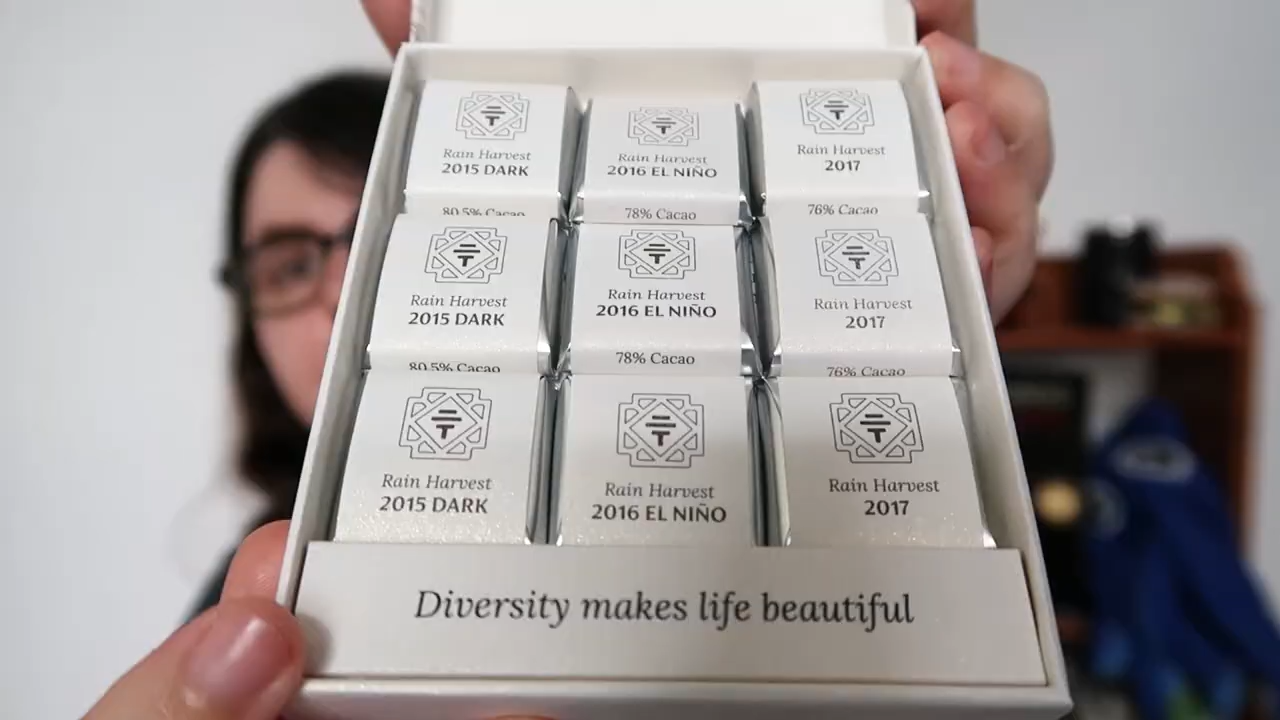 Rain Harvest
2015 DARK
80.5% Cacao
Rain Harvest
2016 EL NIÑO
78% Cacao
Rain Harvest
2017
76% Cacao
Rain Harvest
2015 DARK
80.5% Cacao
Rain Harvest
2016 EL NIÑO
78% Cacao
Rain Harvest
2017
76% Cacao
Rain Harvest
2015 DARK
Rain Harvest
2016 EL NIÑO
Rain Harvest
2017
Diversity makes life beautiful